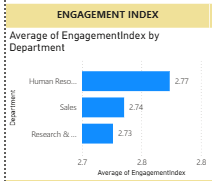 ENGAGEMENT INDEX
Average of EngagementIndex by
Department
Department
Human Reso... 2.77
Sales 2.74
Research &... 2.73
2.7 2.8 2.8
Average of EngagementIndex